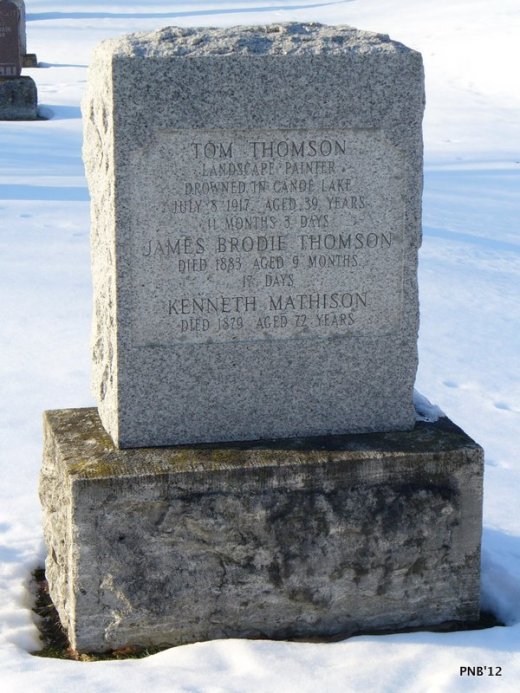 TOM THOMSON
LANDSCAPE PAINTER
DROWNED IN CANOE LAKE
JULY 8 1917, AGED 39 YEARS
11 MONTHS 3 DAYS
JAMES BRODIE THOMSON
DIED 1883 AGED 9 MONTHS
DAYS
KENNETH MATHISON
DIED 1879 AGED 72 YEARS
PNB'12